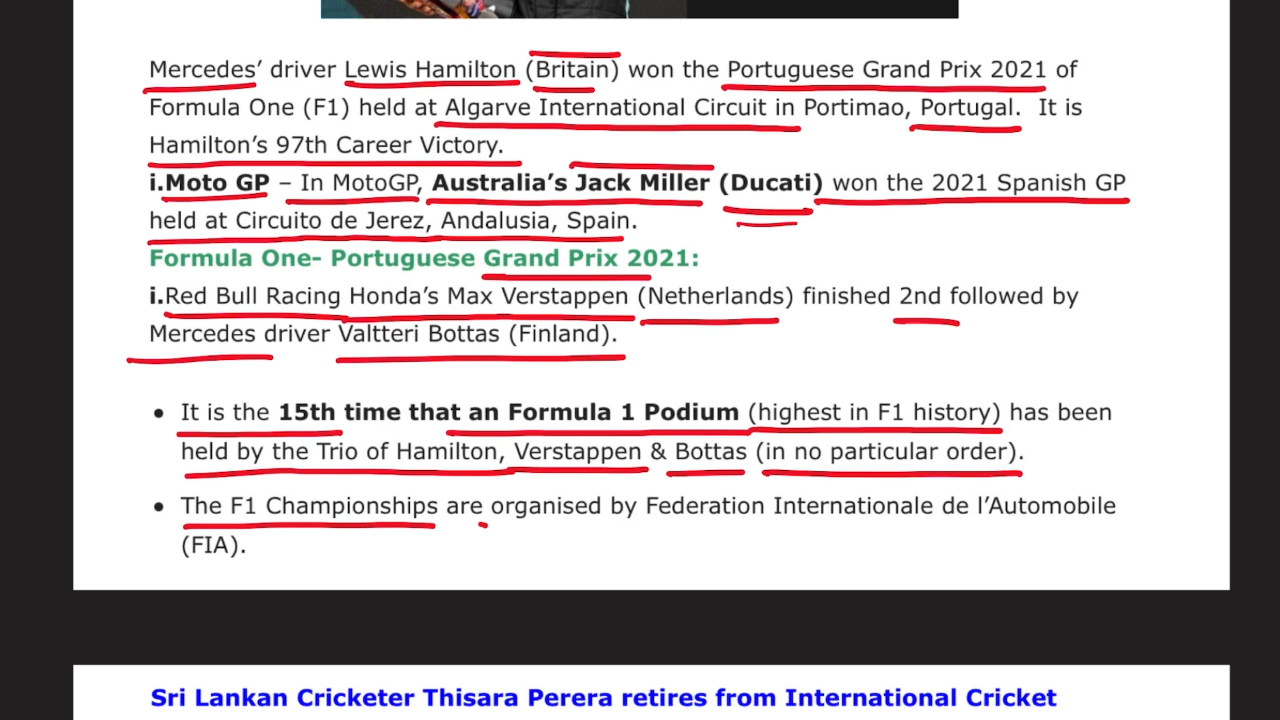 Mercedes’ driver Lewis Hamilton (Britain) won the Portuguese Grand Prix 2021 of
Formula One (F1) held at Algarve International Circuit in Portimao, Portugal.  It is
Hamilton’s 97th Career Victory.
i.Moto GP – In MotoGP, Australia’s Jack Miller (Ducati) won the 2021 Spanish GP
held at Circuito de Jerez, Andalusia, Spain.
Formula One- Portuguese Grand Prix 2021:
i.Red Bull Racing Honda’s Max Verstappen (Netherlands) finished 2nd followed by
Mercedes driver Valtteri Bottas (Finland).
• It is the 15th time that an Formula 1 Podium (highest in F1 history) has been
held by the Trio of Hamilton, Verstappen & Bottas (in no particular order).
• The F1 Championships are organised by Federation Internationale de l’Automobile
(FIA).
Sri Lankan Cricketer Thisara Perera retires from International Cricket